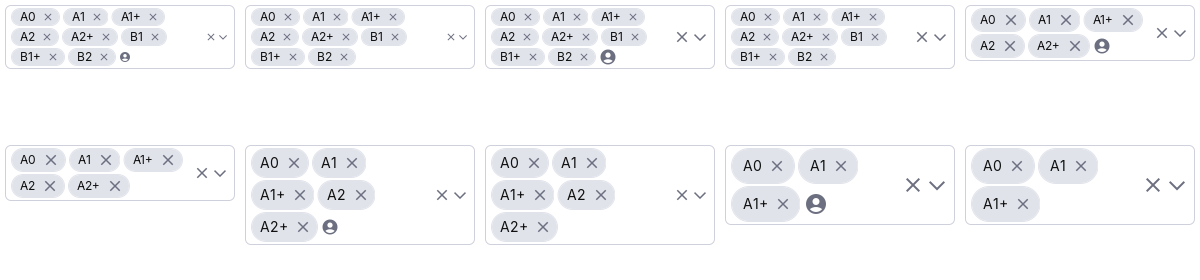 A0 A1 A1+
A2 A2+ B1
B1+ B2
A0 A1 A1+
A2 A2+ B1
B1+ B2
A0 A1 A1+
A2 A2+ B1
B1+ B2
A0 A1 A1+
A2 A2+ B1
B1+ B2
A0 A1 A1+
A2 A2+
A0 A1 A1+
A2 A2+
A0 A1
A1+ A2
A2+
A0 A1
A1+ A2
A2+
A0 A1
A1+
A0 A1
A1+